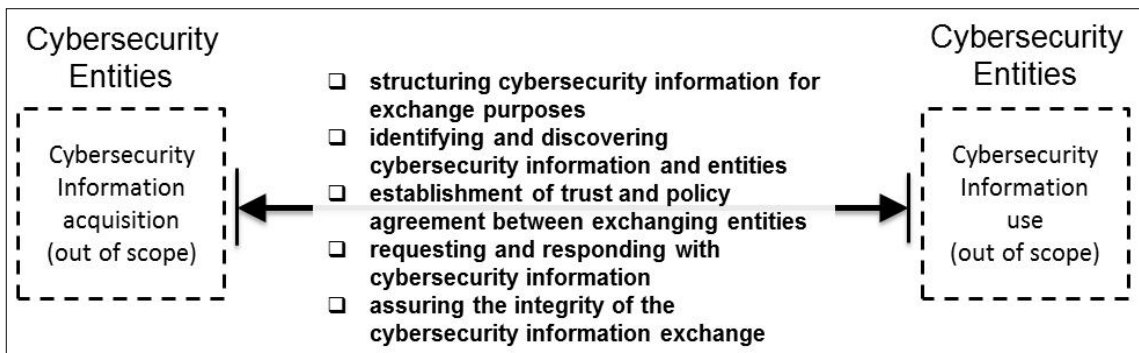 Cybersecurity
Entities
Cybersecurity
Information
acquisition
(out of scope)
❑ structuring cybersecurity information for
exchange purposes
❑ identifying and discovering
cybersecurity information and entities
❑ establishment of trust and policy
agreement between exchanging entities
❑ requesting and responding with
cybersecurity information
❑ assuring the integrity of the
cybersecurity information exchange
Cybersecurity
Entities
Cybersecurity
Information
use
(out of scope)